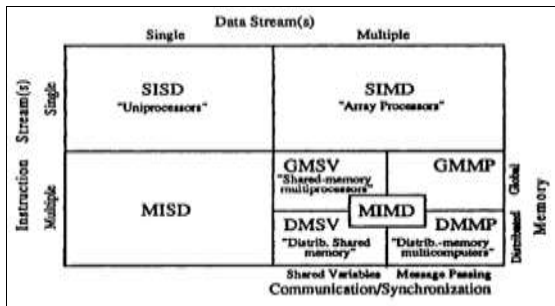 Data Stream(s)
Single Multiple
Instruction Stream(s)
Single
Multiple
SISD
"Uniprocessors"
SIMD
"Array Processors"
MISD
GMSV
"Shared-memory
multiprocessors"
GMMP
MIMD
DMSV
"Distrib. Shared
memory"
DMMP
"Distrib.-memory
multicomputers"
Global
Distributed
Memory
Shared Variables Message Passing
Communication/Synchronization